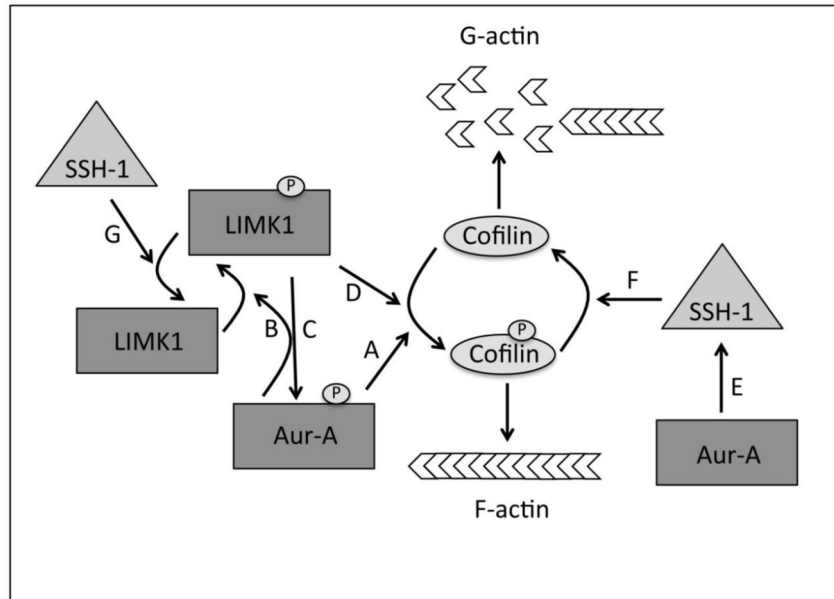 G-actin
SSH-1
P
LIMK1
G
Cofilin
D
F
SSH-1
LIMK1
B
C
A
P
Cofilin
E
P
Aur-A
Aur-A
F-actin